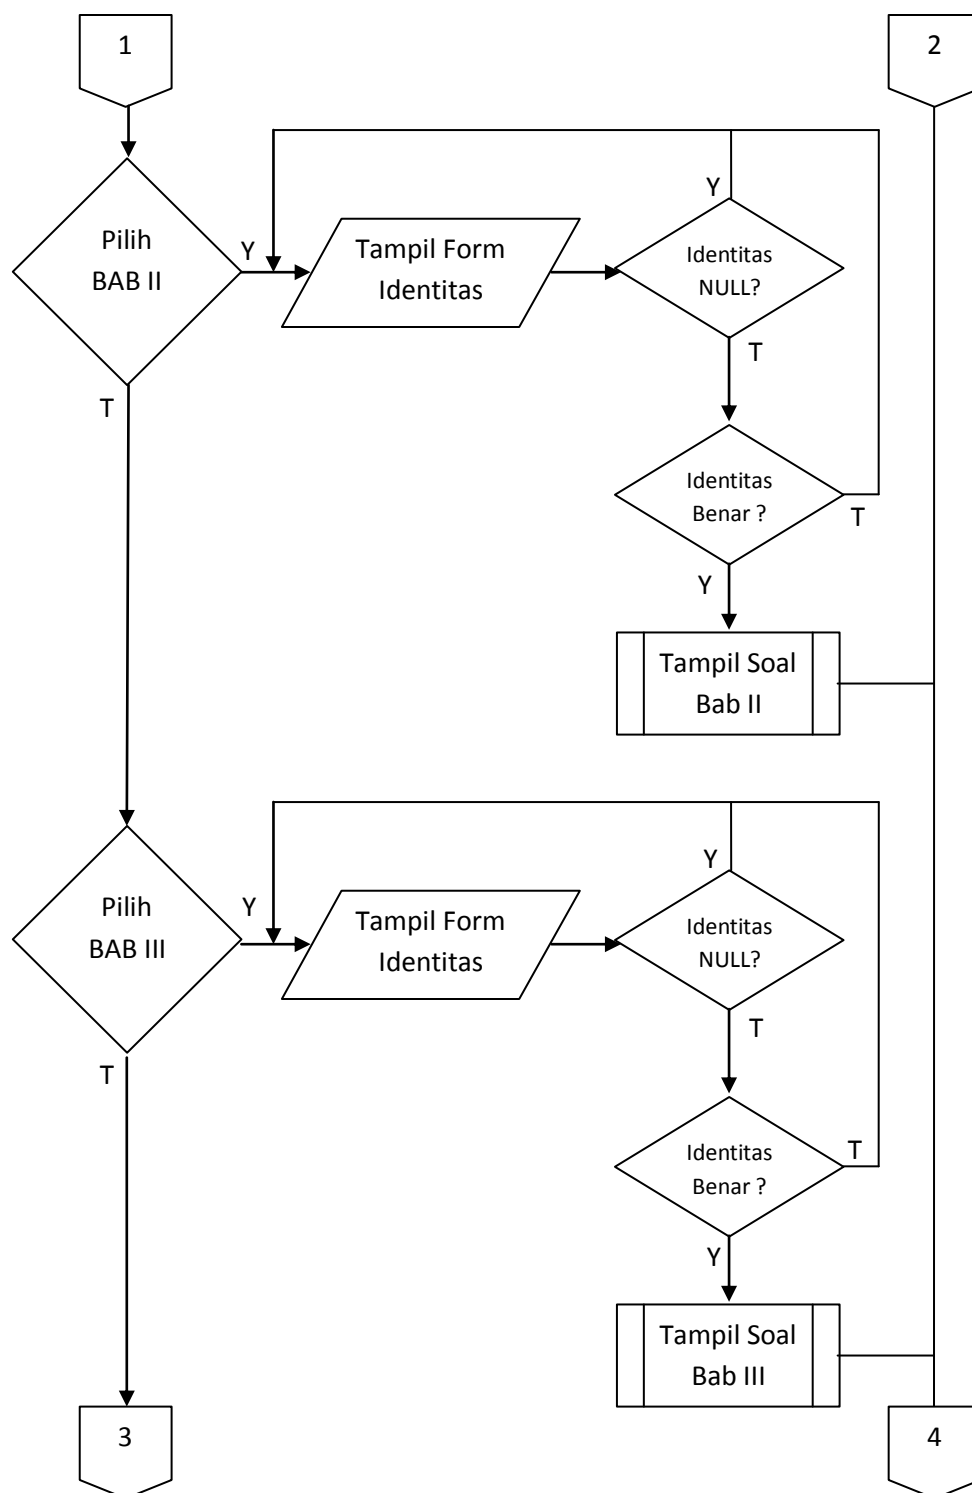 1
2
Pilih
BAB II
Y
Tampil Form
Identitas
Y
Identitas
NULL?
T
T
Identitas
Benar ?
T
Y
Tampil Soal
Bab II
Pilih
BAB III
Y
Tampil Form
Identitas
Y
Identitas
NULL?
T
T
Identitas
Benar ?
T
Y
Tampil Soal
Bab III
3
4